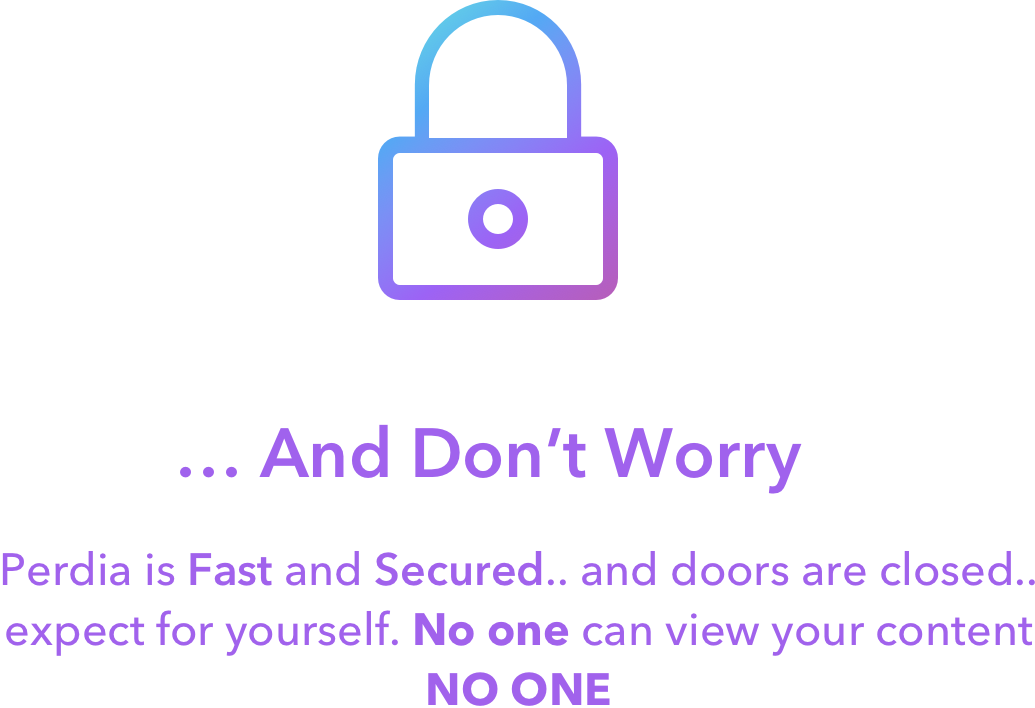 ... And Don’t Worry
Perdia is Fast and Secured.. and doors are closed..
expect for yourself. No one can view your content
NO ONE